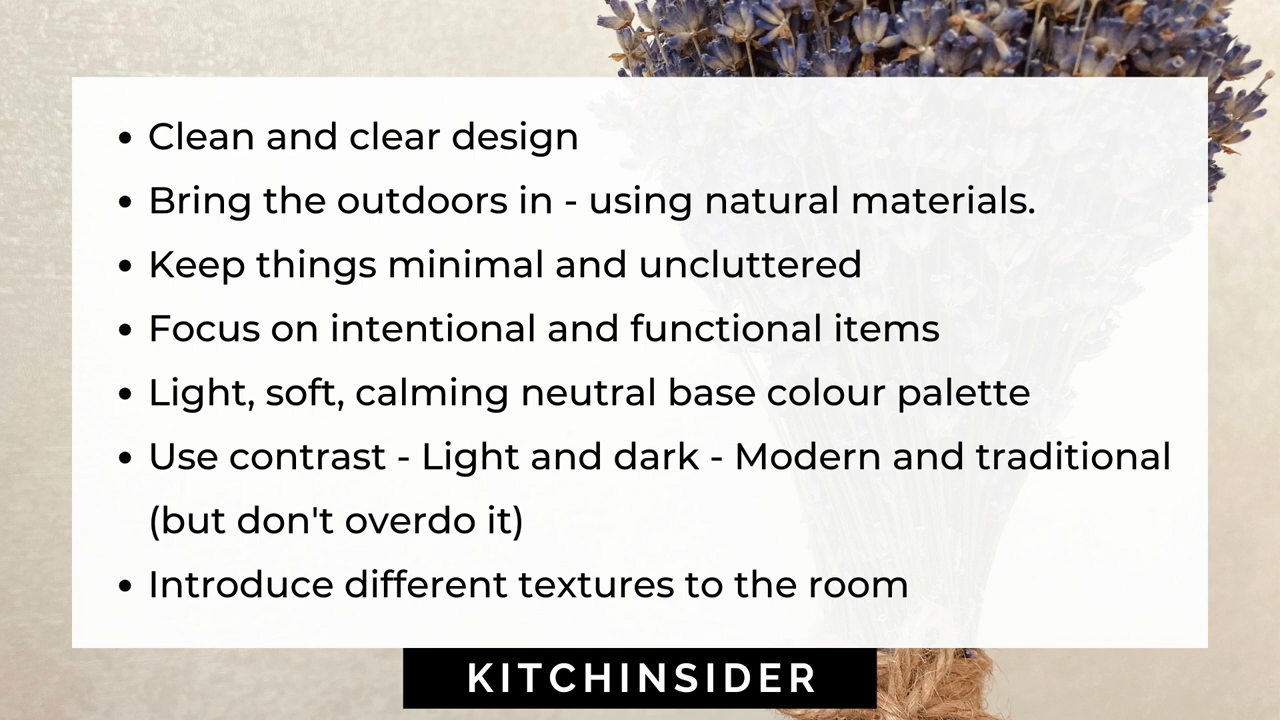 • Clean and clear design
• Bring the outdoors in - using natural materials.
• Keep things minimal and uncluttered
• Focus on intentional and functional items
• Light, soft, calming neutral base colour palette
• Use contrast - Light and dark - Modern and traditional
(but don't overdo it)
• Introduce different textures to the room
KITCHINSIDER